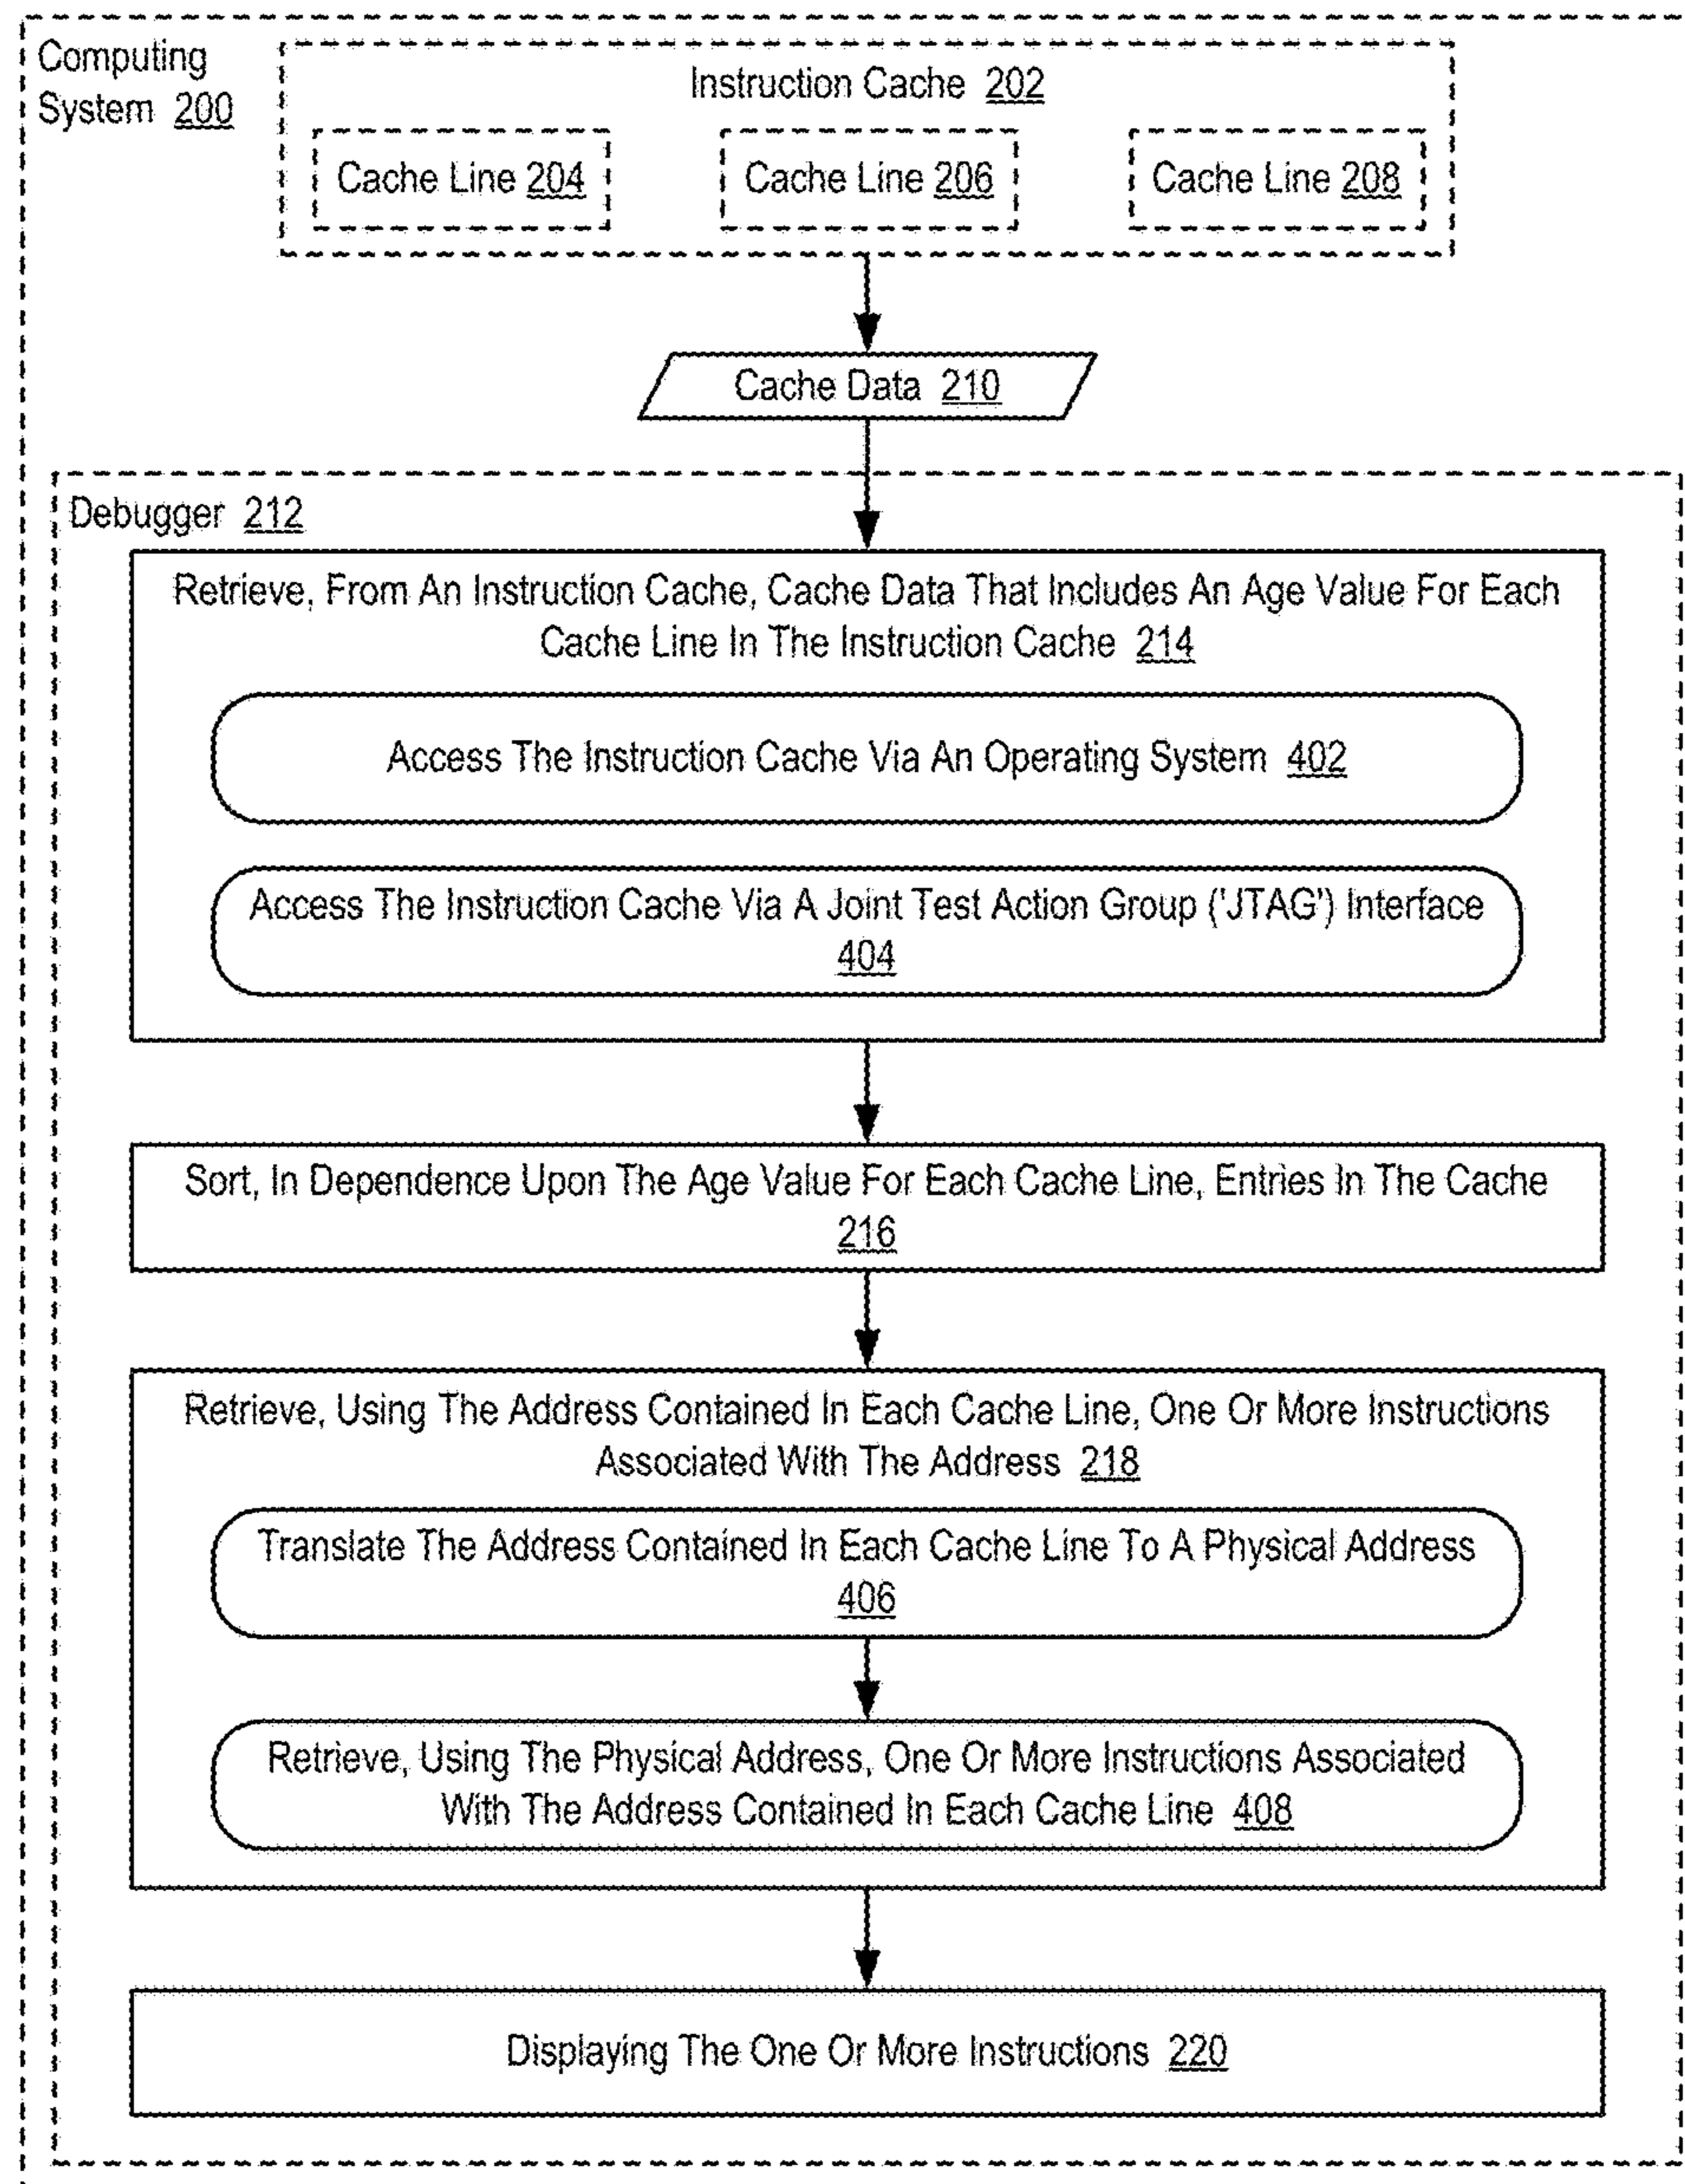 Computing
System 200
Instruction Cache 202
Cache Line 204
Cache Line 206
Cache Line 208
Cache Data 210
Debugger 212
Retrieve, From An Instruction Cache, Cache Data That Includes An Age Value For Each
Cache Line In The Instruction Cache 214
Access The Instruction Cache Via An Operating System 402
Access The Instruction Cache Via A Joint Test Action Group ('JTAG') Interface
404
Sort, In Dependence Upon The Age Value For Each Cache Line, Entries In The Cache
216
Retrieve, Using The Address Contained In Each Cache Line, One Or More Instructions
Associated With The Address 218
Translate The Address Contained In Each Cache Line To A Physical Address
406
Retrieve, Using The Physical Address, One Or More Instructions Associated
With The Address Contained In Each Cache Line 408
Displaying The One Or More Instructions 220